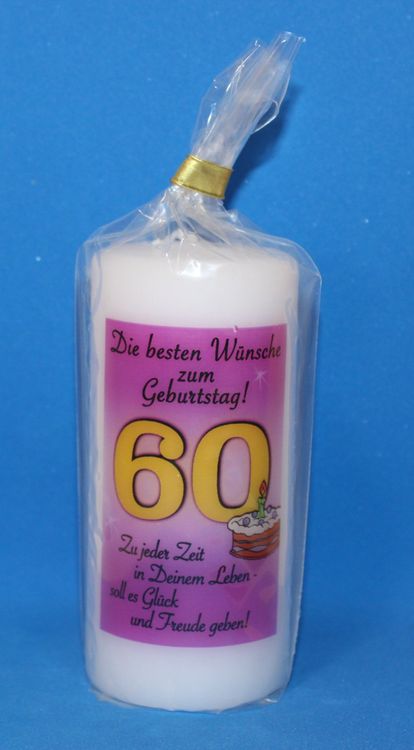 Die besten Wünsche
zum
Geburtstag!
60
Zu jeder Zeit
in Deinem Leben -
soll es Glück
und Freude geben!